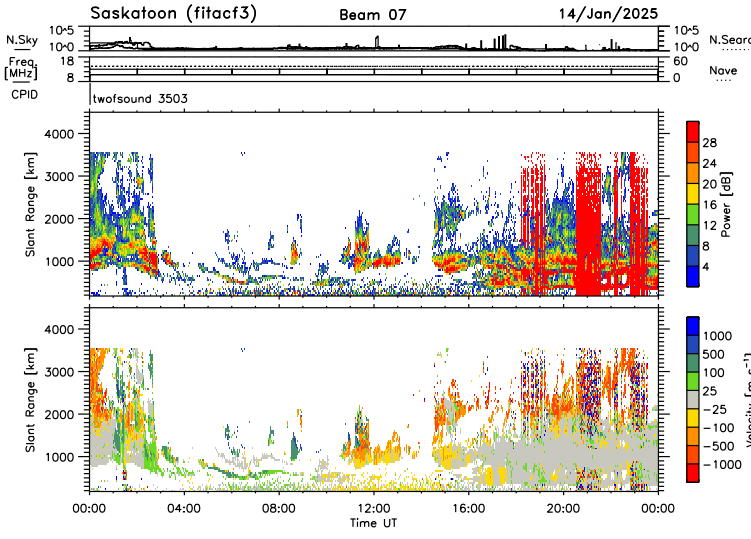 Saskatoon (fitacf3) Beam 07 14/Jan/2025
N.Sky 10^5 10^0 10^5 10^0 N.Searc
Freq. [MHz] 18 8 60 0 Nave
CPID twofsound 3503
Slant Range [km] 4000 3000 2000 1000
Power [dB] 28 24 20 16 12 8 4
Slant Range [km] 4000 3000 2000 1000
Velocity [m s^-1] 1000 500 100 25 -25 -100 -500 -1000
00:00 04:00 08:00 12:00 16:00 20:00 00:00
Time UT